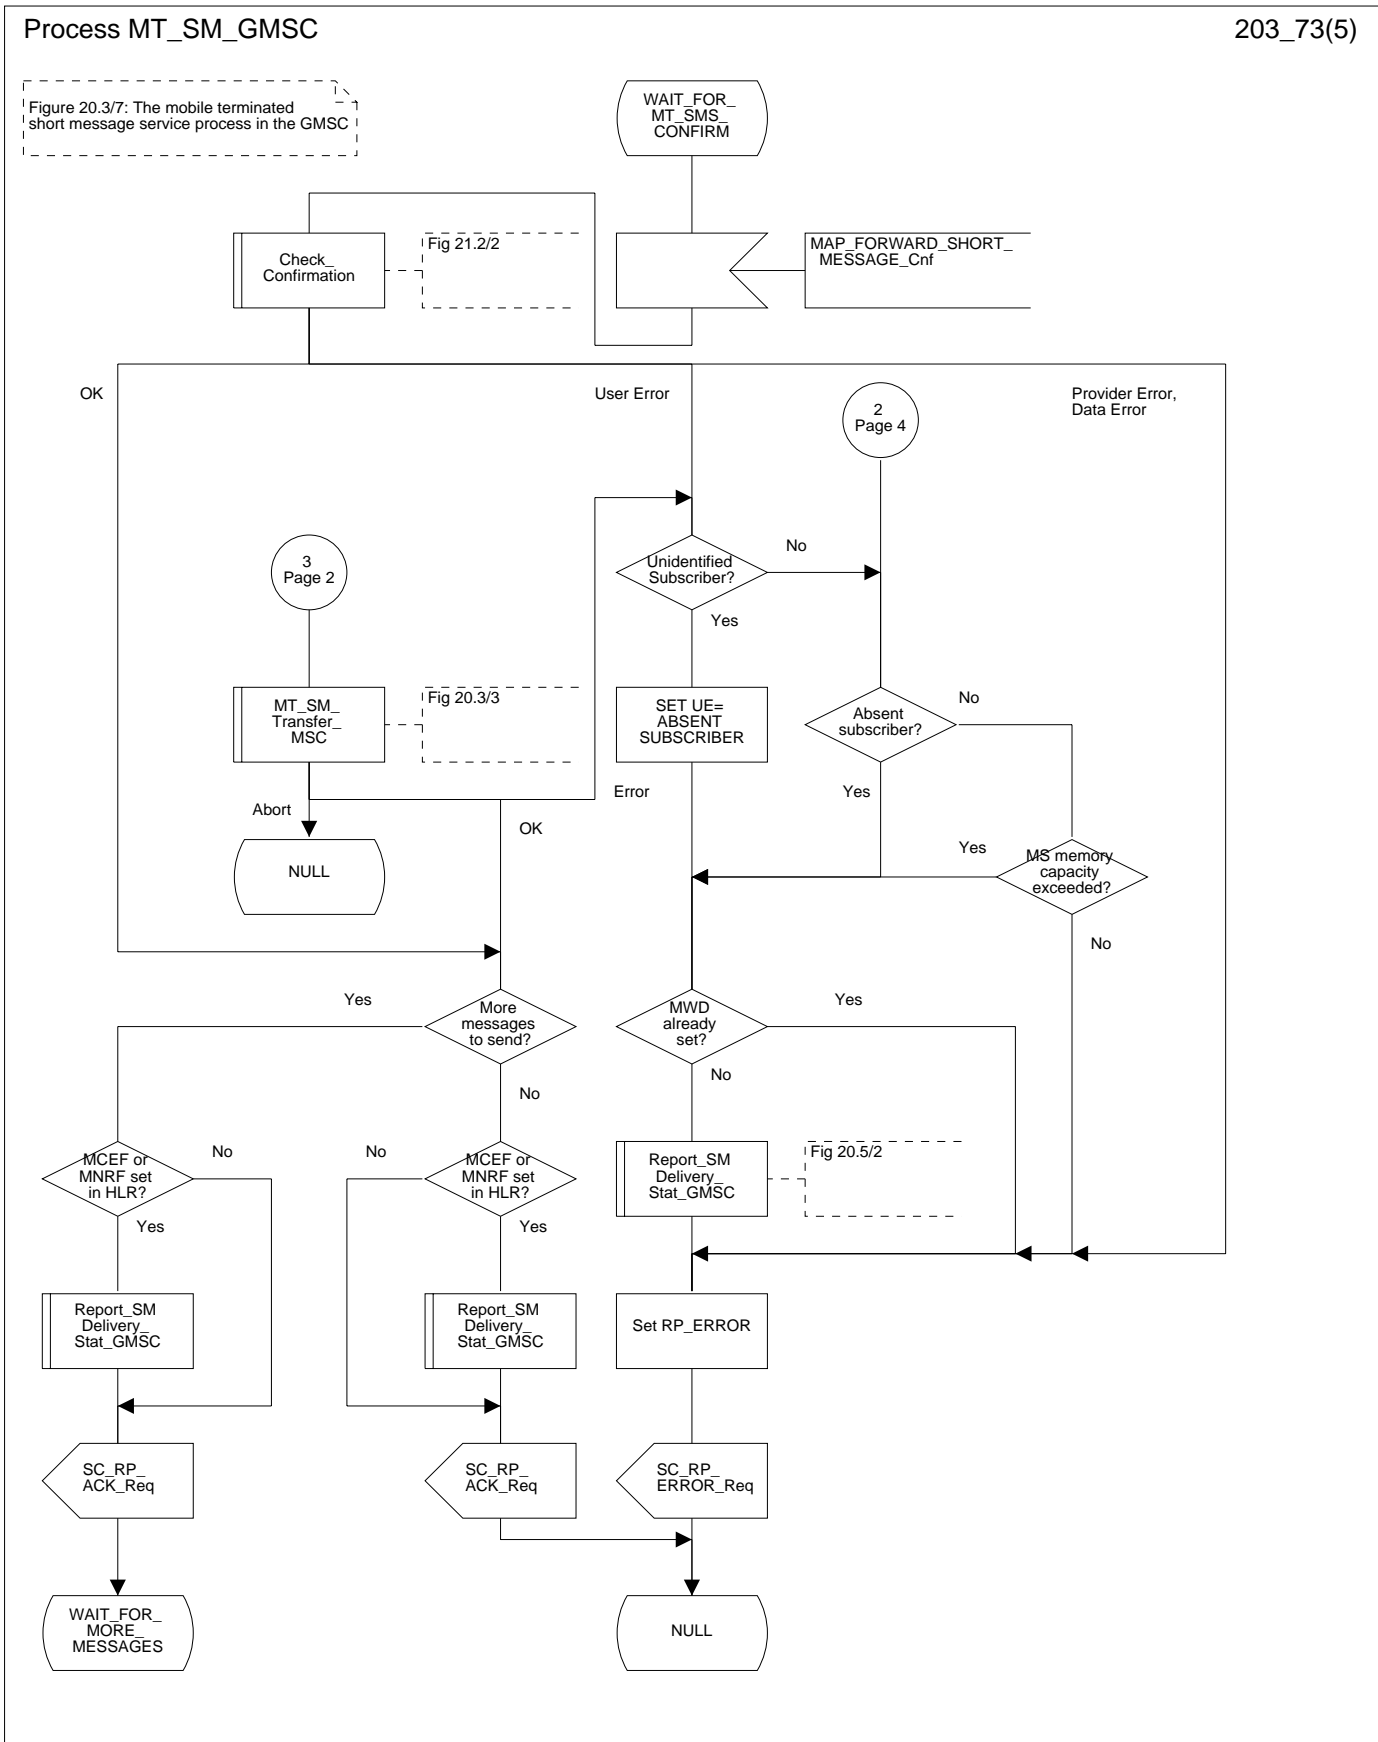 Process MT_SM_GMSC
203_73(5)
Figure 20.3/7: The mobile terminated
short message service process in the GMSC
WAIT_FOR_
MT_SMS_
CONFIRM
Check_
Confirmation
Fig 21.2/2
MAP_FORWARD_SHORT_
MESSAGE_Cnf
OK
User Error
2
Page 4
Provider Error,
Data Error
3
Page 2
Unidentified
Subscriber?
No
Yes
MT_SM_
Transfer_
MSC
Fig 20.3/3
SET UE=
ABSENT
SUBSCRIBER
Absent
subscriber?
No
Yes
Abort
Error
OK
NULL
Yes
MS memory
capacity
exceeded?
No
Yes
More
messages
to send?
No
MWD
already
set?
Yes
No
MCEF or
MNRF set
in HLR?
No
Yes
No
MCEF or
MNRF set
in HLR?
Yes
Report_SM
Delivery_
Stat_GMSC
Fig 20.5/2
Report_SM
Delivery_
Stat_GMSC
Report_SM
Delivery_
Stat_GMSC
Set RP_ERROR
SC_RP_
ACK_Req
SC_RP_
ACK_Req
SC_RP_
ERROR_Req
WAIT_FOR_
MORE_
MESSAGES
NULL